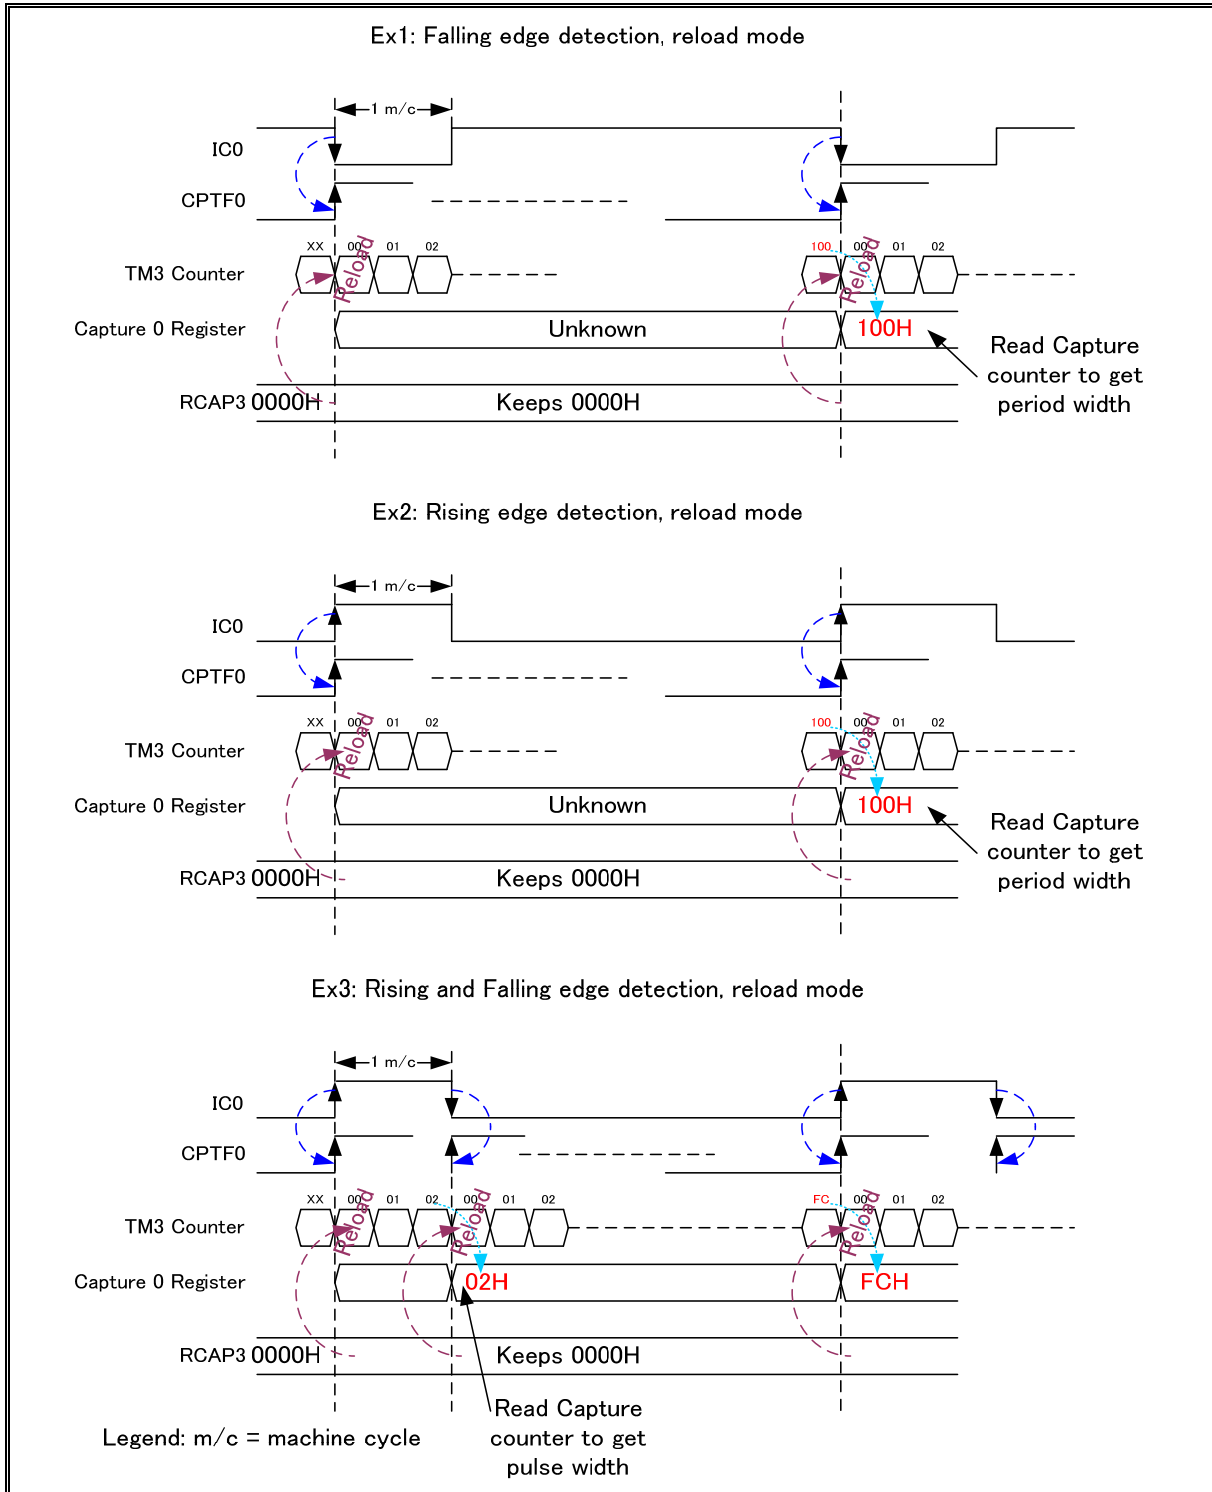 Ex1: Falling edge detection, reload mode
1 m/c
IC0
CPTF0
XX 00 01 02 100 00 01 02
TM3 Counter
Reload Reload
Capture 0 Register Unknown 100H
Read Capture
counter to get
period width
RCAP3 0000H Keeps 0000H
Ex2: Rising edge detection, reload mode
1 m/c
IC0
CPTF0
XX 00 01 02 100 00 01 02
TM3 Counter
Reload Reload
Capture 0 Register Unknown 100H
Read Capture
counter to get
period width
RCAP3 0000H Keeps 0000H
Ex3: Rising and Falling edge detection, reload mode
1 m/c
IC0
CPTF0
XX 00 01 02 00 01 02 FC 00 01 02
TM3 Counter
Reload Reload Reload
Capture 0 Register 02H FCH
RCAP3 0000H Keeps 0000H
Read Capture
counter to get
pulse width
Legend: m/c = machine cycle